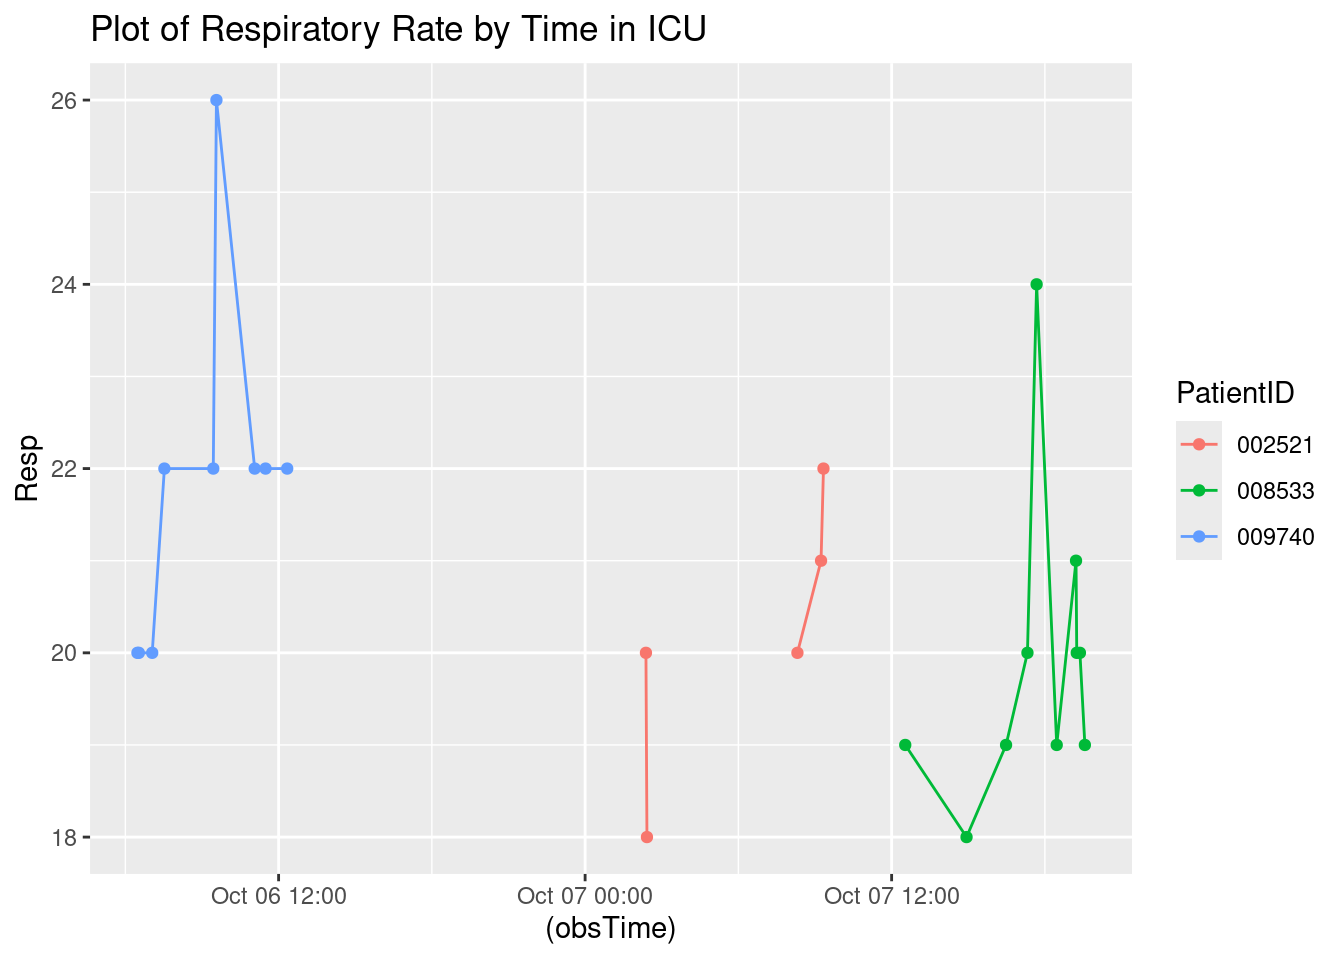 Plot of Respiratory Rate by Time in ICU
26
24
22
20
18
Resp
Oct 06 12:00 Oct 07 00:00 Oct 07 12:00
(obsTime)
PatientID
002521
008533
009740